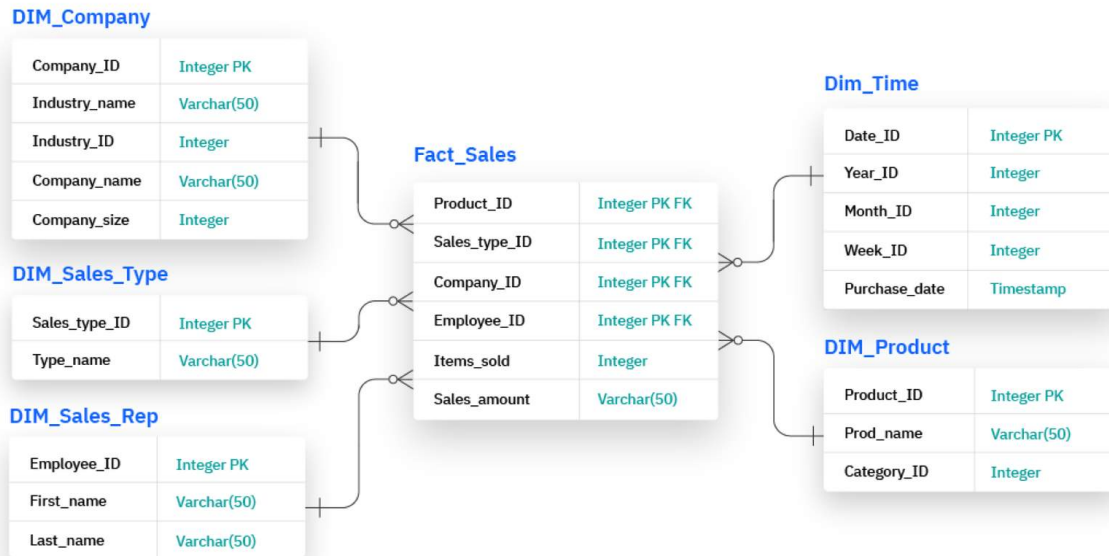 DIM_Company
Company_ID Integer PK
Industry_name Varchar(50)
Industry_ID Integer
Company_name Varchar(50)
Company_size Integer
DIM_Sales_Type
Sales_type_ID Integer PK
Type_name Varchar(50)
DIM_Sales_Rep
Employee_ID Integer PK
First_name Varchar(50)
Last_name Varchar(50)
Fact_Sales
Product_ID Integer PK FK
Sales_type_ID Integer PK FK
Company_ID Integer PK FK
Employee_ID Integer PK FK
Items_sold Integer
Sales_amount Varchar(50)
Dim_Time
Date_ID Integer PK
Year_ID Integer
Month_ID Integer
Week_ID Integer
Purchase_date Timestamp
DIM_Product
Product_ID Integer PK
Prod_name Varchar(50)
Category_ID Integer